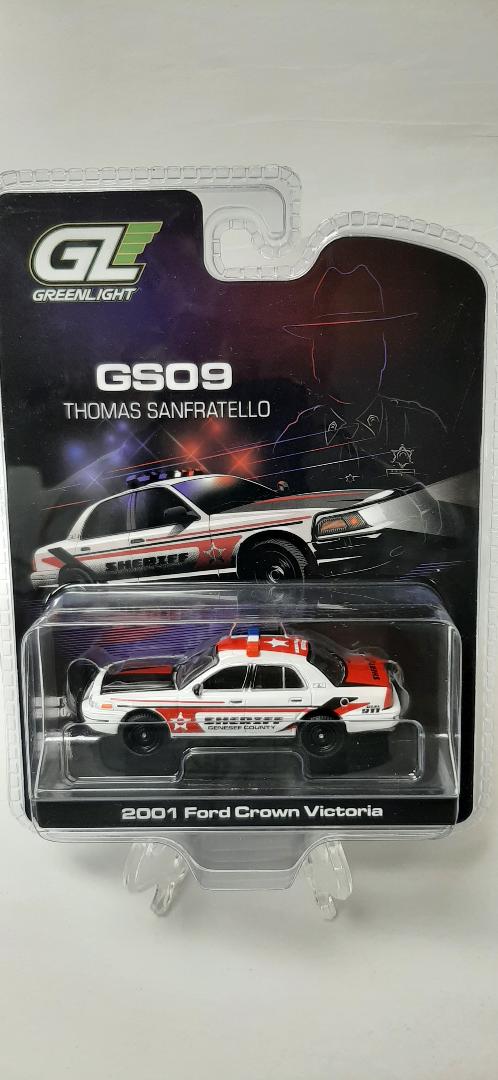 GL
GREENLIGHT
GS09
THOMAS SANFRATELLO
SHERIFF
SHERIFF
GENESEE COUNTY
911
2001 Ford Crown Victoria